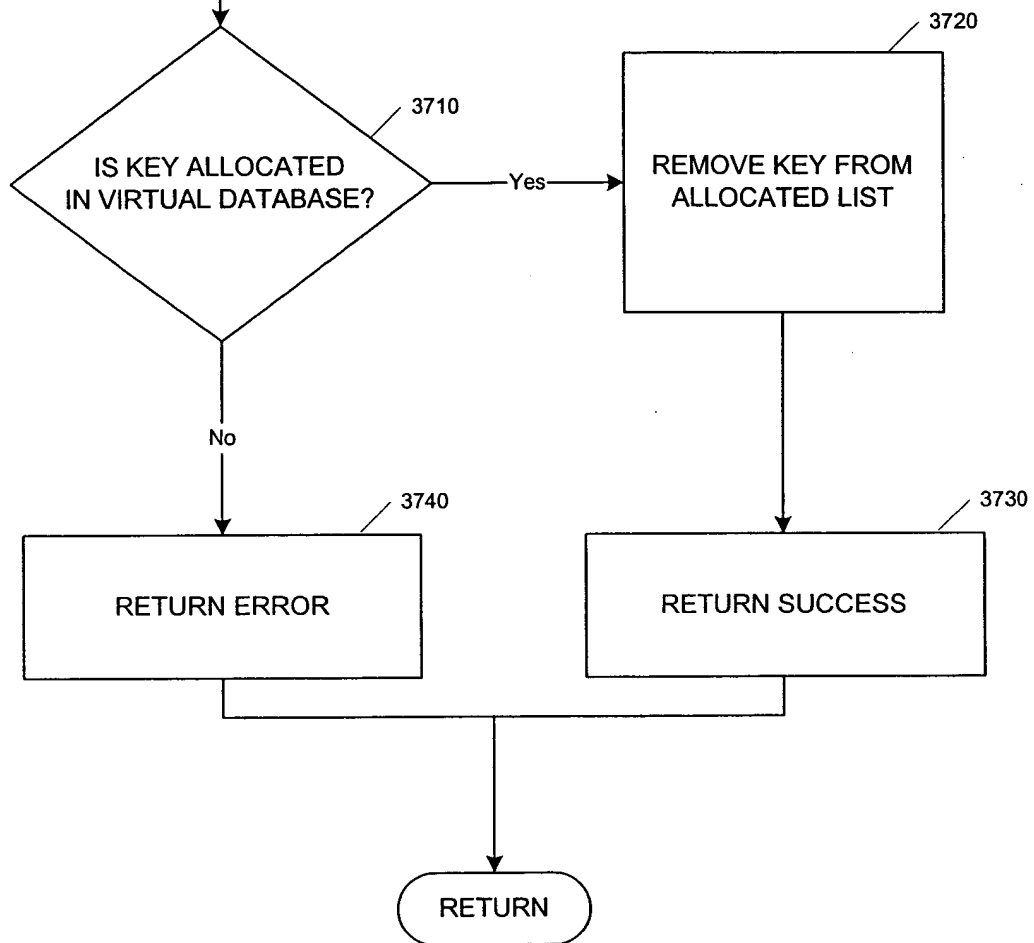 3720
3710
IS KEY ALLOCATED
IN VIRTUAL DATABASE?
Yes
REMOVE KEY FROM
ALLOCATED LIST
No
3740
3730
RETURN ERROR
RETURN SUCCESS
RETURN